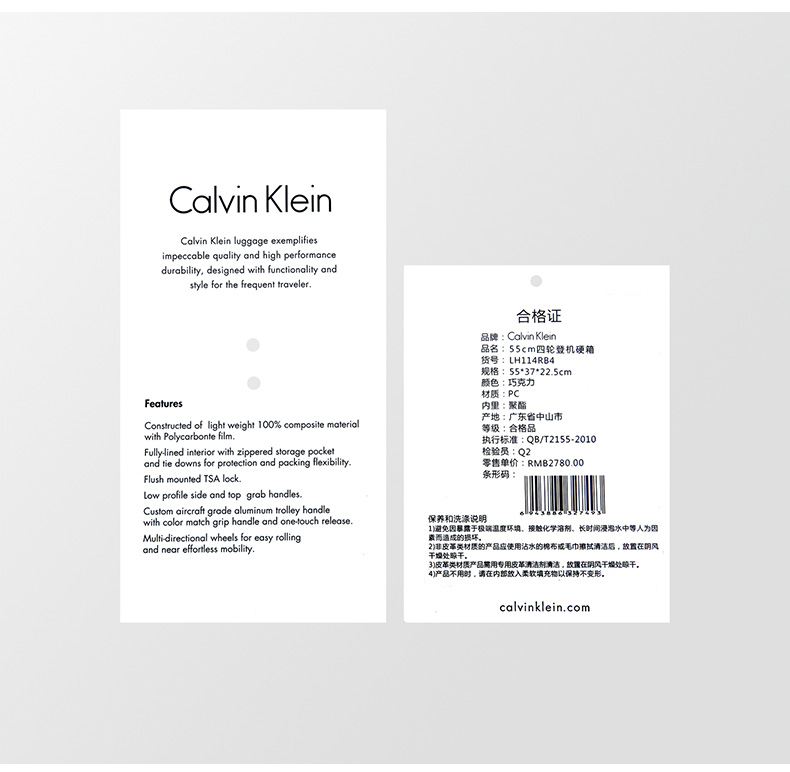 Calvin Klein
Calvin Klein luggage exemplifies
impeccable quality and high performance
durability, designed with functionality and
style for the frequent traveler.
Features
Constructed of light weight 100% composite material
with Polycarbonte film.
Fully-lined interior with zippered storage pocket
and tie downs for protection and packing flexibility.
Flush mounted TSA lock.
Low profile side and top grab handles.
Custom aircraft grade aluminum trolley handle
with color match grip handle and one-touch release.
Multi-directional wheels for easy rolling
and near effortless mobility.
合格证
品牌：Calvin Klein
品名：55cm四轮登机硬箱
货号：LH114RB4
规格：55*37*22.5cm
颜色：巧克力
材质：PC
内里：聚酯
产地：广东省中山市
等级：合格品
执行标准：QB/T2155-2010
检验员：Q2
零售单价：RMB2780.00
条形码：
6943886327493
保养和洗涤说明
1)避免因暴露于极端温度环境、接触化学溶剂、长时间浸泡水中等人为因
素而造成的损坏。
2)非皮革类材质的产品应使用沾水的棉布或毛巾擦拭清洁后，放置在阴风
干燥处晾干。
3)皮革类材质产品需用专用皮革清洁剂清洁，放置在阴风干燥处晾干。
4)产品不用时，请在内部放入柔软填充物以保持不变形。
calvinklein.com